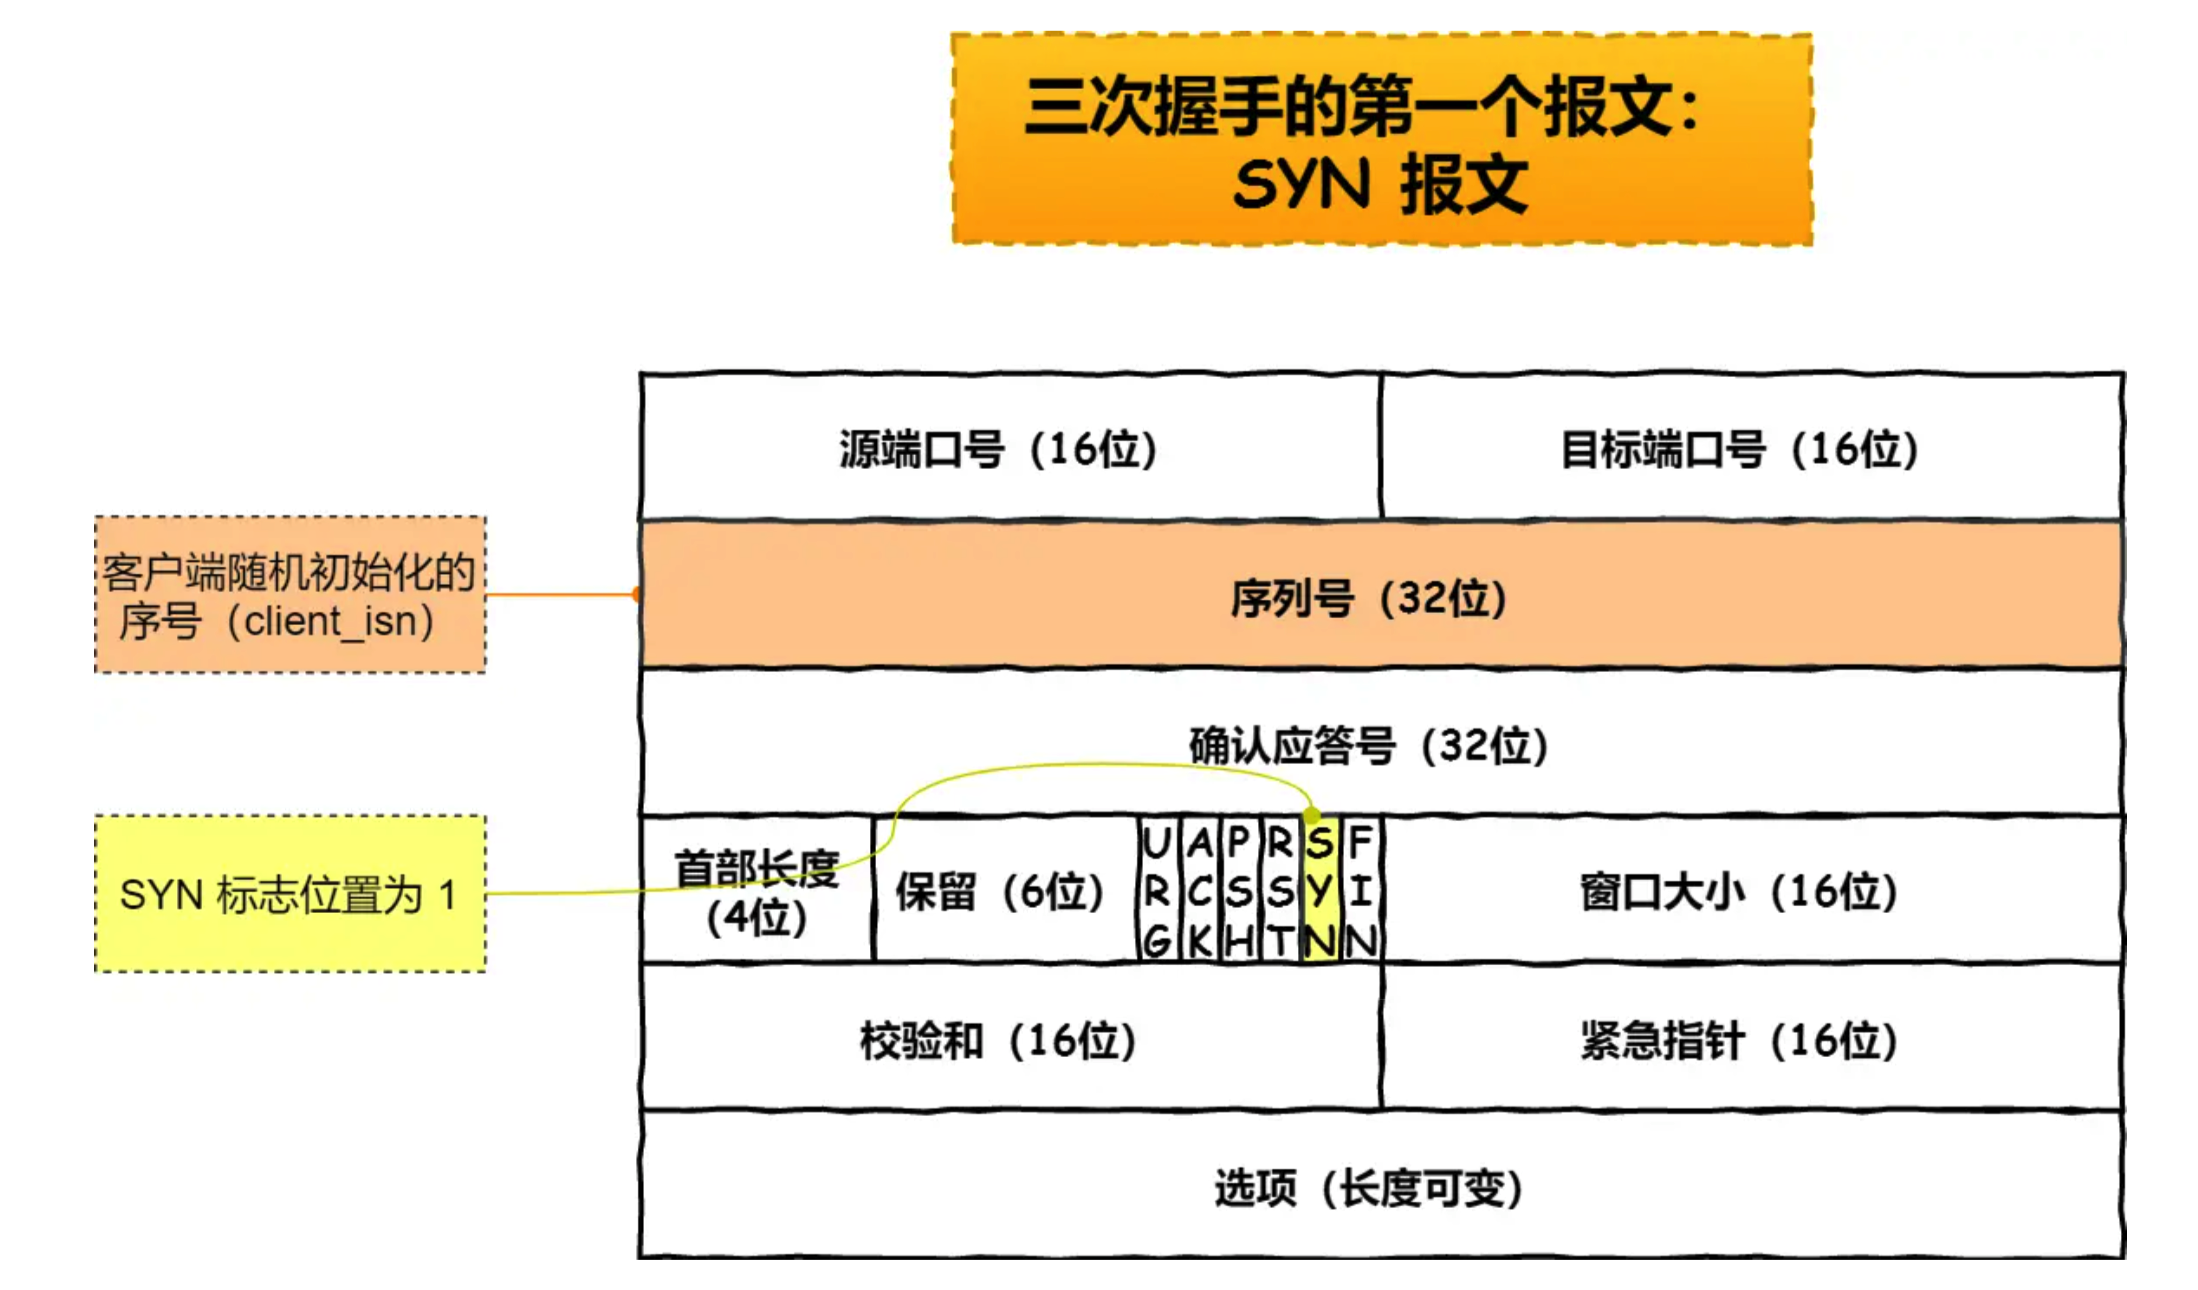 三次握手的第一个报文：
SYN 报文
源端口号（16位）
目标端口号（16位）
客户端随机初始化的
序号（client_isn）
序列号（32位）
确认应答号（32位）
SYN 标志位置为 1
首部长度
（4位）
保留（6位）
URG
ACK
PSH
RST
SYN
FIN
窗口大小（16位）
校验和（16位）
紧急指针（16位）
选项（长度可变）